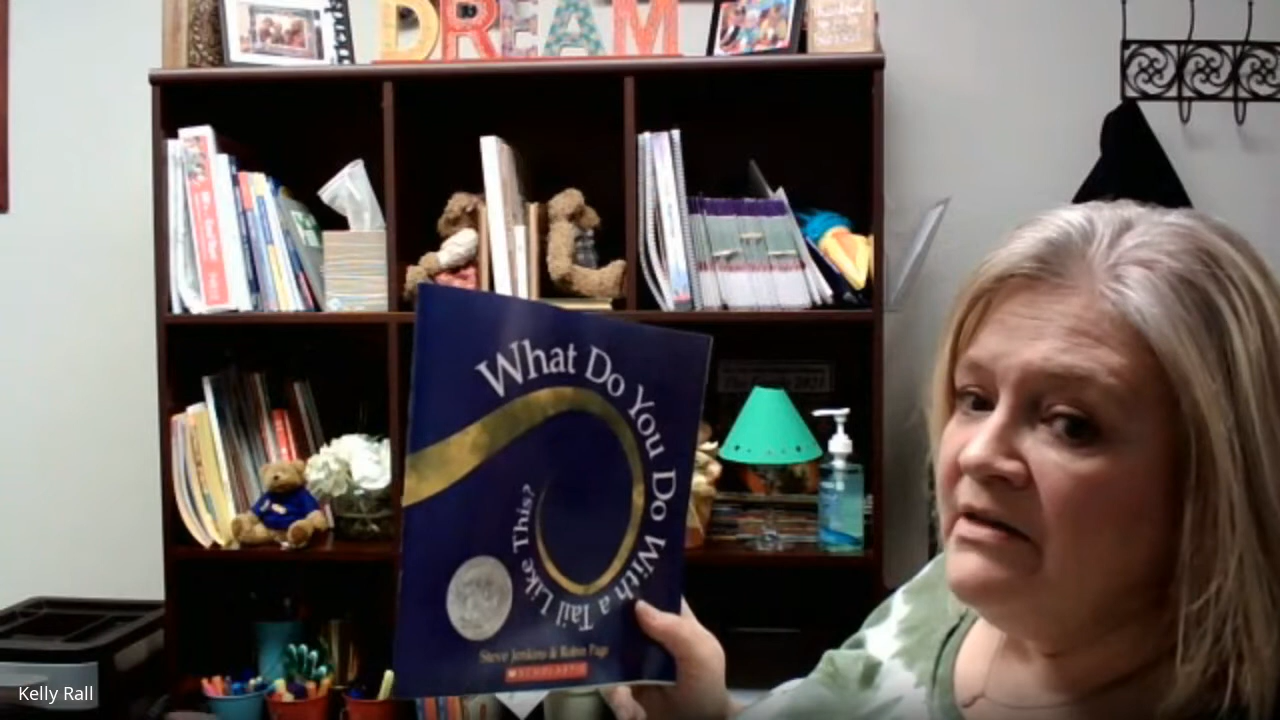 DREAM
What Do You Do With a Tail Like This?
Steve Jenkins & Robin Page
SCHOLASTIC
Kelly Rall